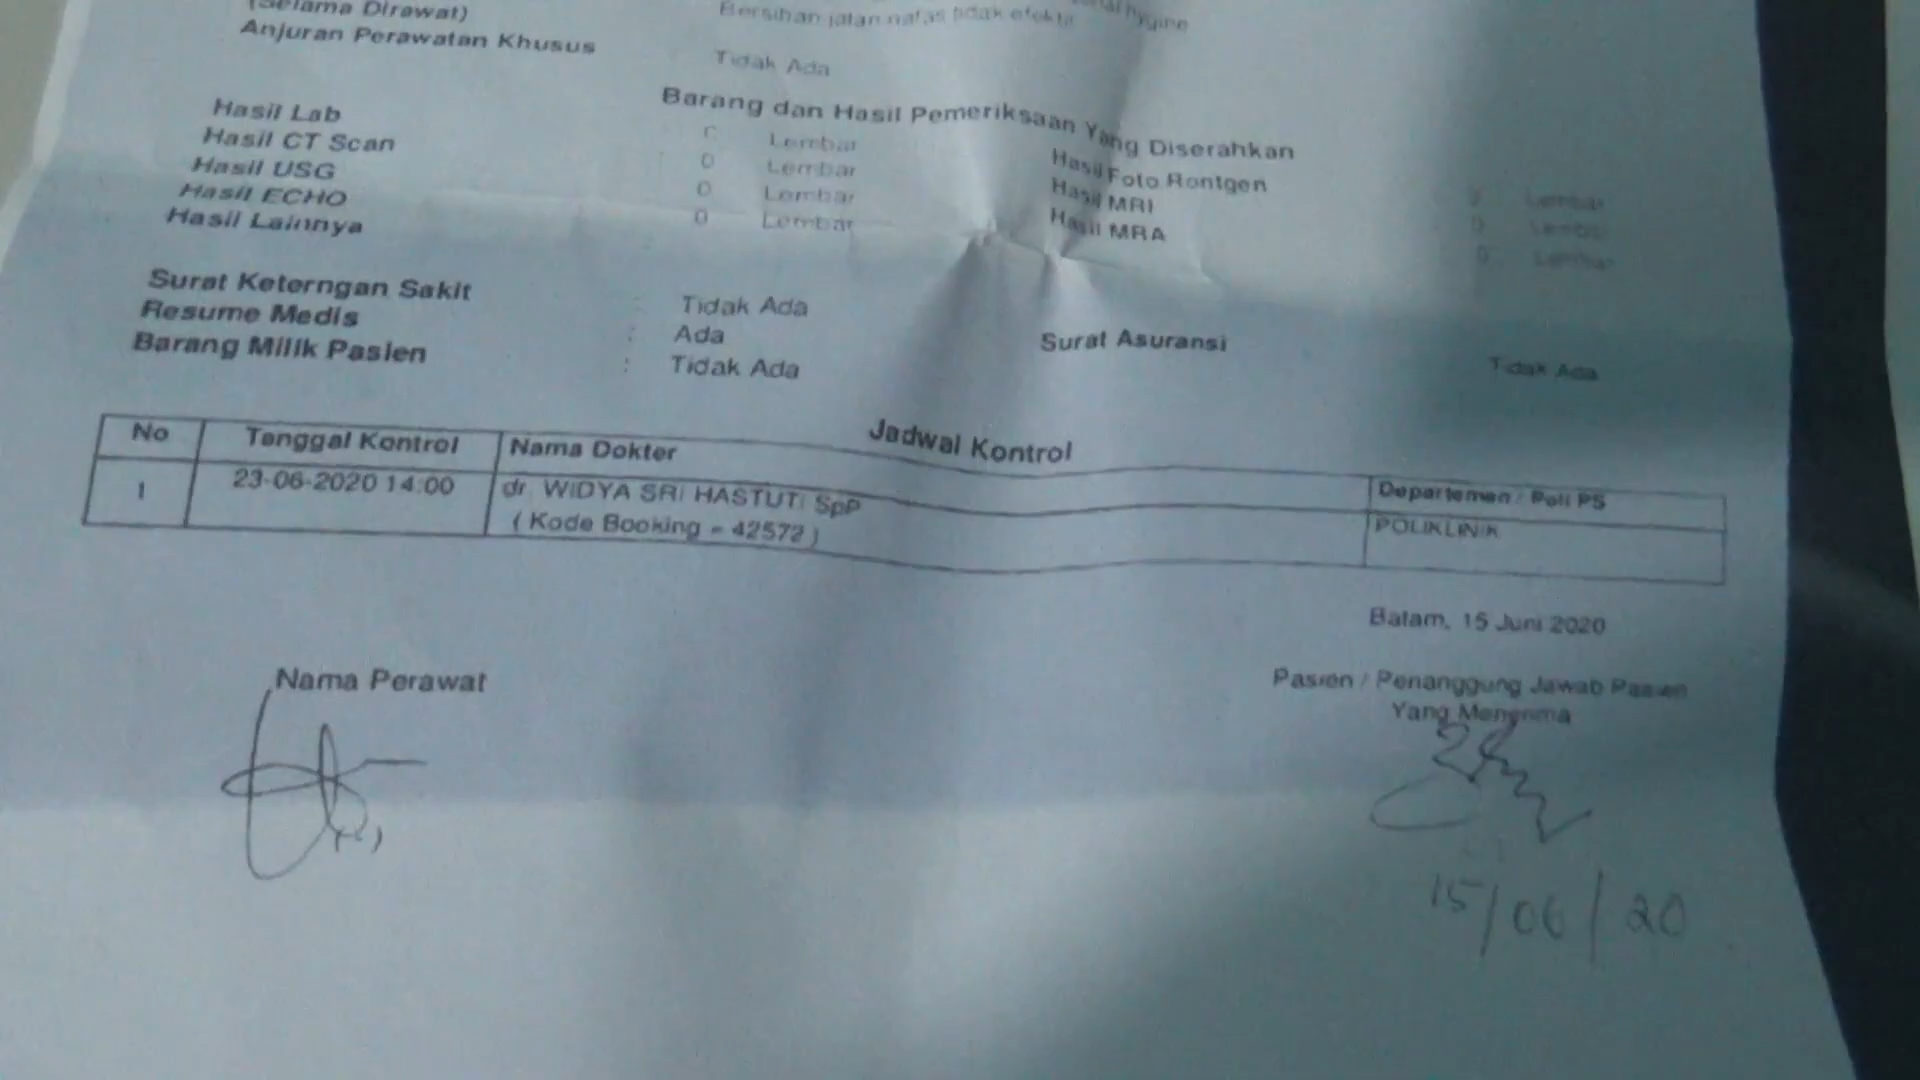 (Selama Dirawat)
Bersihan jalan nafas tidak efektif
Anjuran Perawatan Khusus
Tidak Ada
Barang dan Hasil Pemeriksaan Yang Diserahkan
Hasil Lab
Lembar
Hasil Foto Rontgen
Lembar
Hasil CT Scan
0 Lembar
Hasil MRI
0 Lembar
Hasil USG
0 Lembar
Hasil MRA
0 Lembar
Hasil ECHO
0 Lembar
Hasil Lainnya
Surat Keterngan Sakit
Tidak Ada
Surat Asuransi
Tidak Ada
Resume Medis : Ada
Barang Milik Pasien : Tidak Ada
Jadwal Kontrol
No Tanggal Kontrol Nama Dokter Departemen / Poli PS
1 23-06-2020 14:00 dr. WIDYA SRI HASTUTI SpP POLIKLINIK
( Kode Booking = 42572 )
Batam, 15 Juni 2020
Nama Perawat
Pasien / Penanggung Jawab Pasien
Yang Menerima
15/06/20